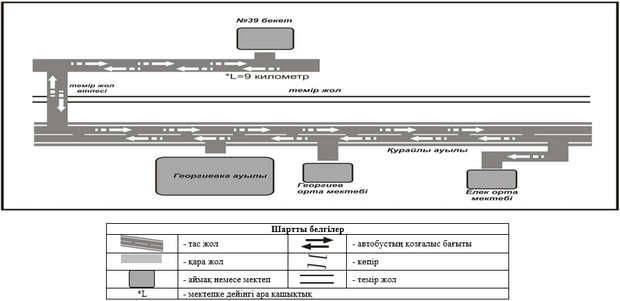 №39 бекет
*L=9 километр
темір жол
өтпесі
темір жол
Құрайлы ауылы
Георгиевка ауылы
Георгиев
орта мектебі
Елек орта
мектебі
Шартты белгілер
- тас жол
- автобустың қозғалыс бағыты
- қара жол
- көпір
- аймақ немесе мектеп
- темір жол
*L
- мектепке дейінгі ара қашықтық